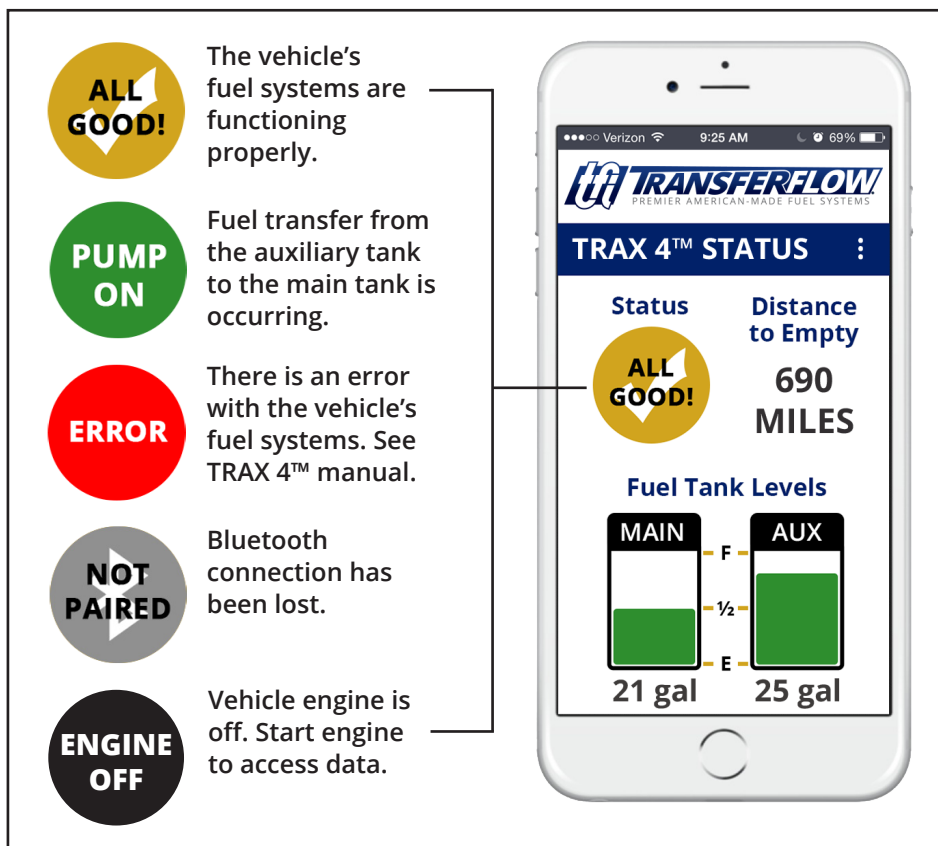 ALL
GOOD!
The vehicle’s
fuel systems are
functioning
properly.
PUMP
ON
Fuel transfer from
the auxiliary tank
to the main tank is
occurring.
ERROR
There is an error
with the vehicle’s
fuel systems. See
TRAX 4™ manual.
NOT
PAIRED
Bluetooth
connection has
been lost.
ENGINE
OFF
Vehicle engine is
off. Start engine
to access data.
Verizon 9:25 AM 69%
tfi TRANSFERFLOW
PREMIER AMERICAN-MADE FUEL SYSTEMS
TRAX 4™ STATUS
Status
ALL
GOOD!
Distance
to Empty
690
MILES
Fuel Tank Levels
MAIN AUX
F
½
E
21 gal 25 gal